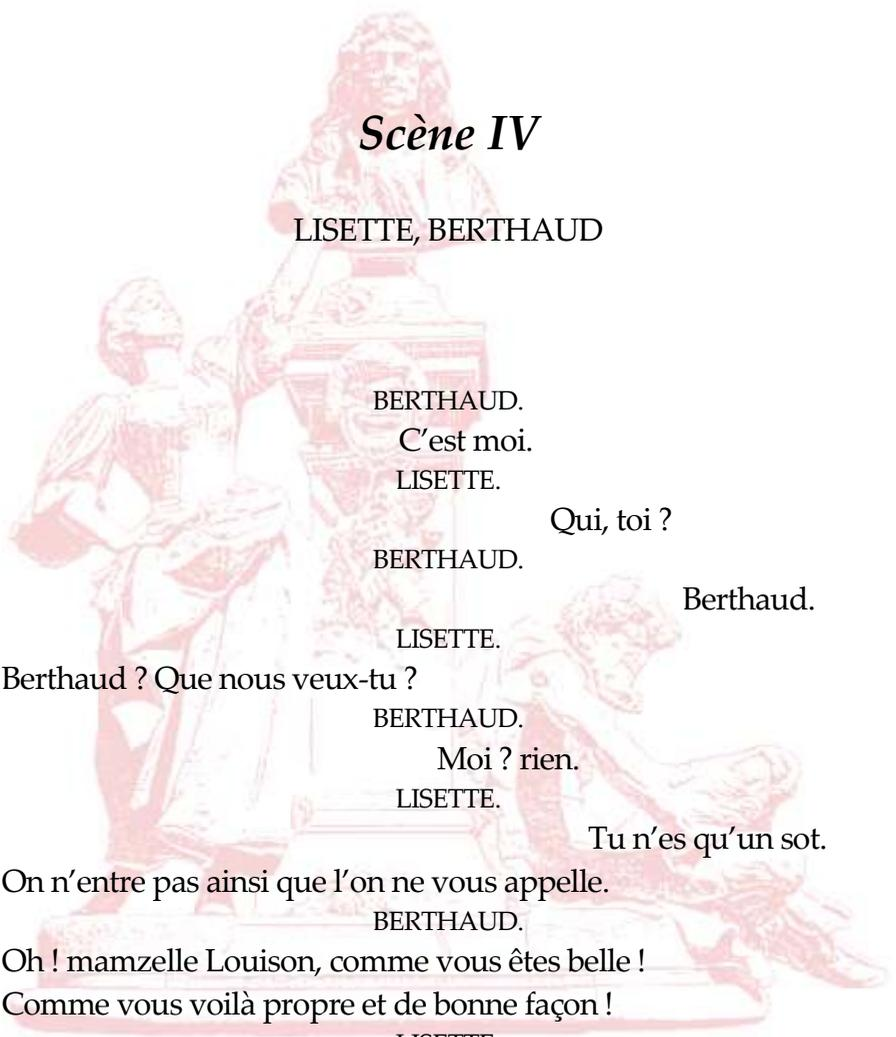 Scène IV
LISETTE, BERTHAUD
BERTHAUD.
C’est moi.
LISETTE.
Qui, toi ?
BERTHAUD.
Berthaud.
LISETTE.
Berthaud ? Que nous veux-tu ?
BERTHAUD.
Moi ? rien.
LISETTE.
Tu n’es qu’un sot.
On n’entre pas ainsi que l’on ne vous appelle.
BERTHAUD.
Oh ! mamzelle Louison, comme vous êtes belle !
Comme vous voilà propre et de bonne façon !